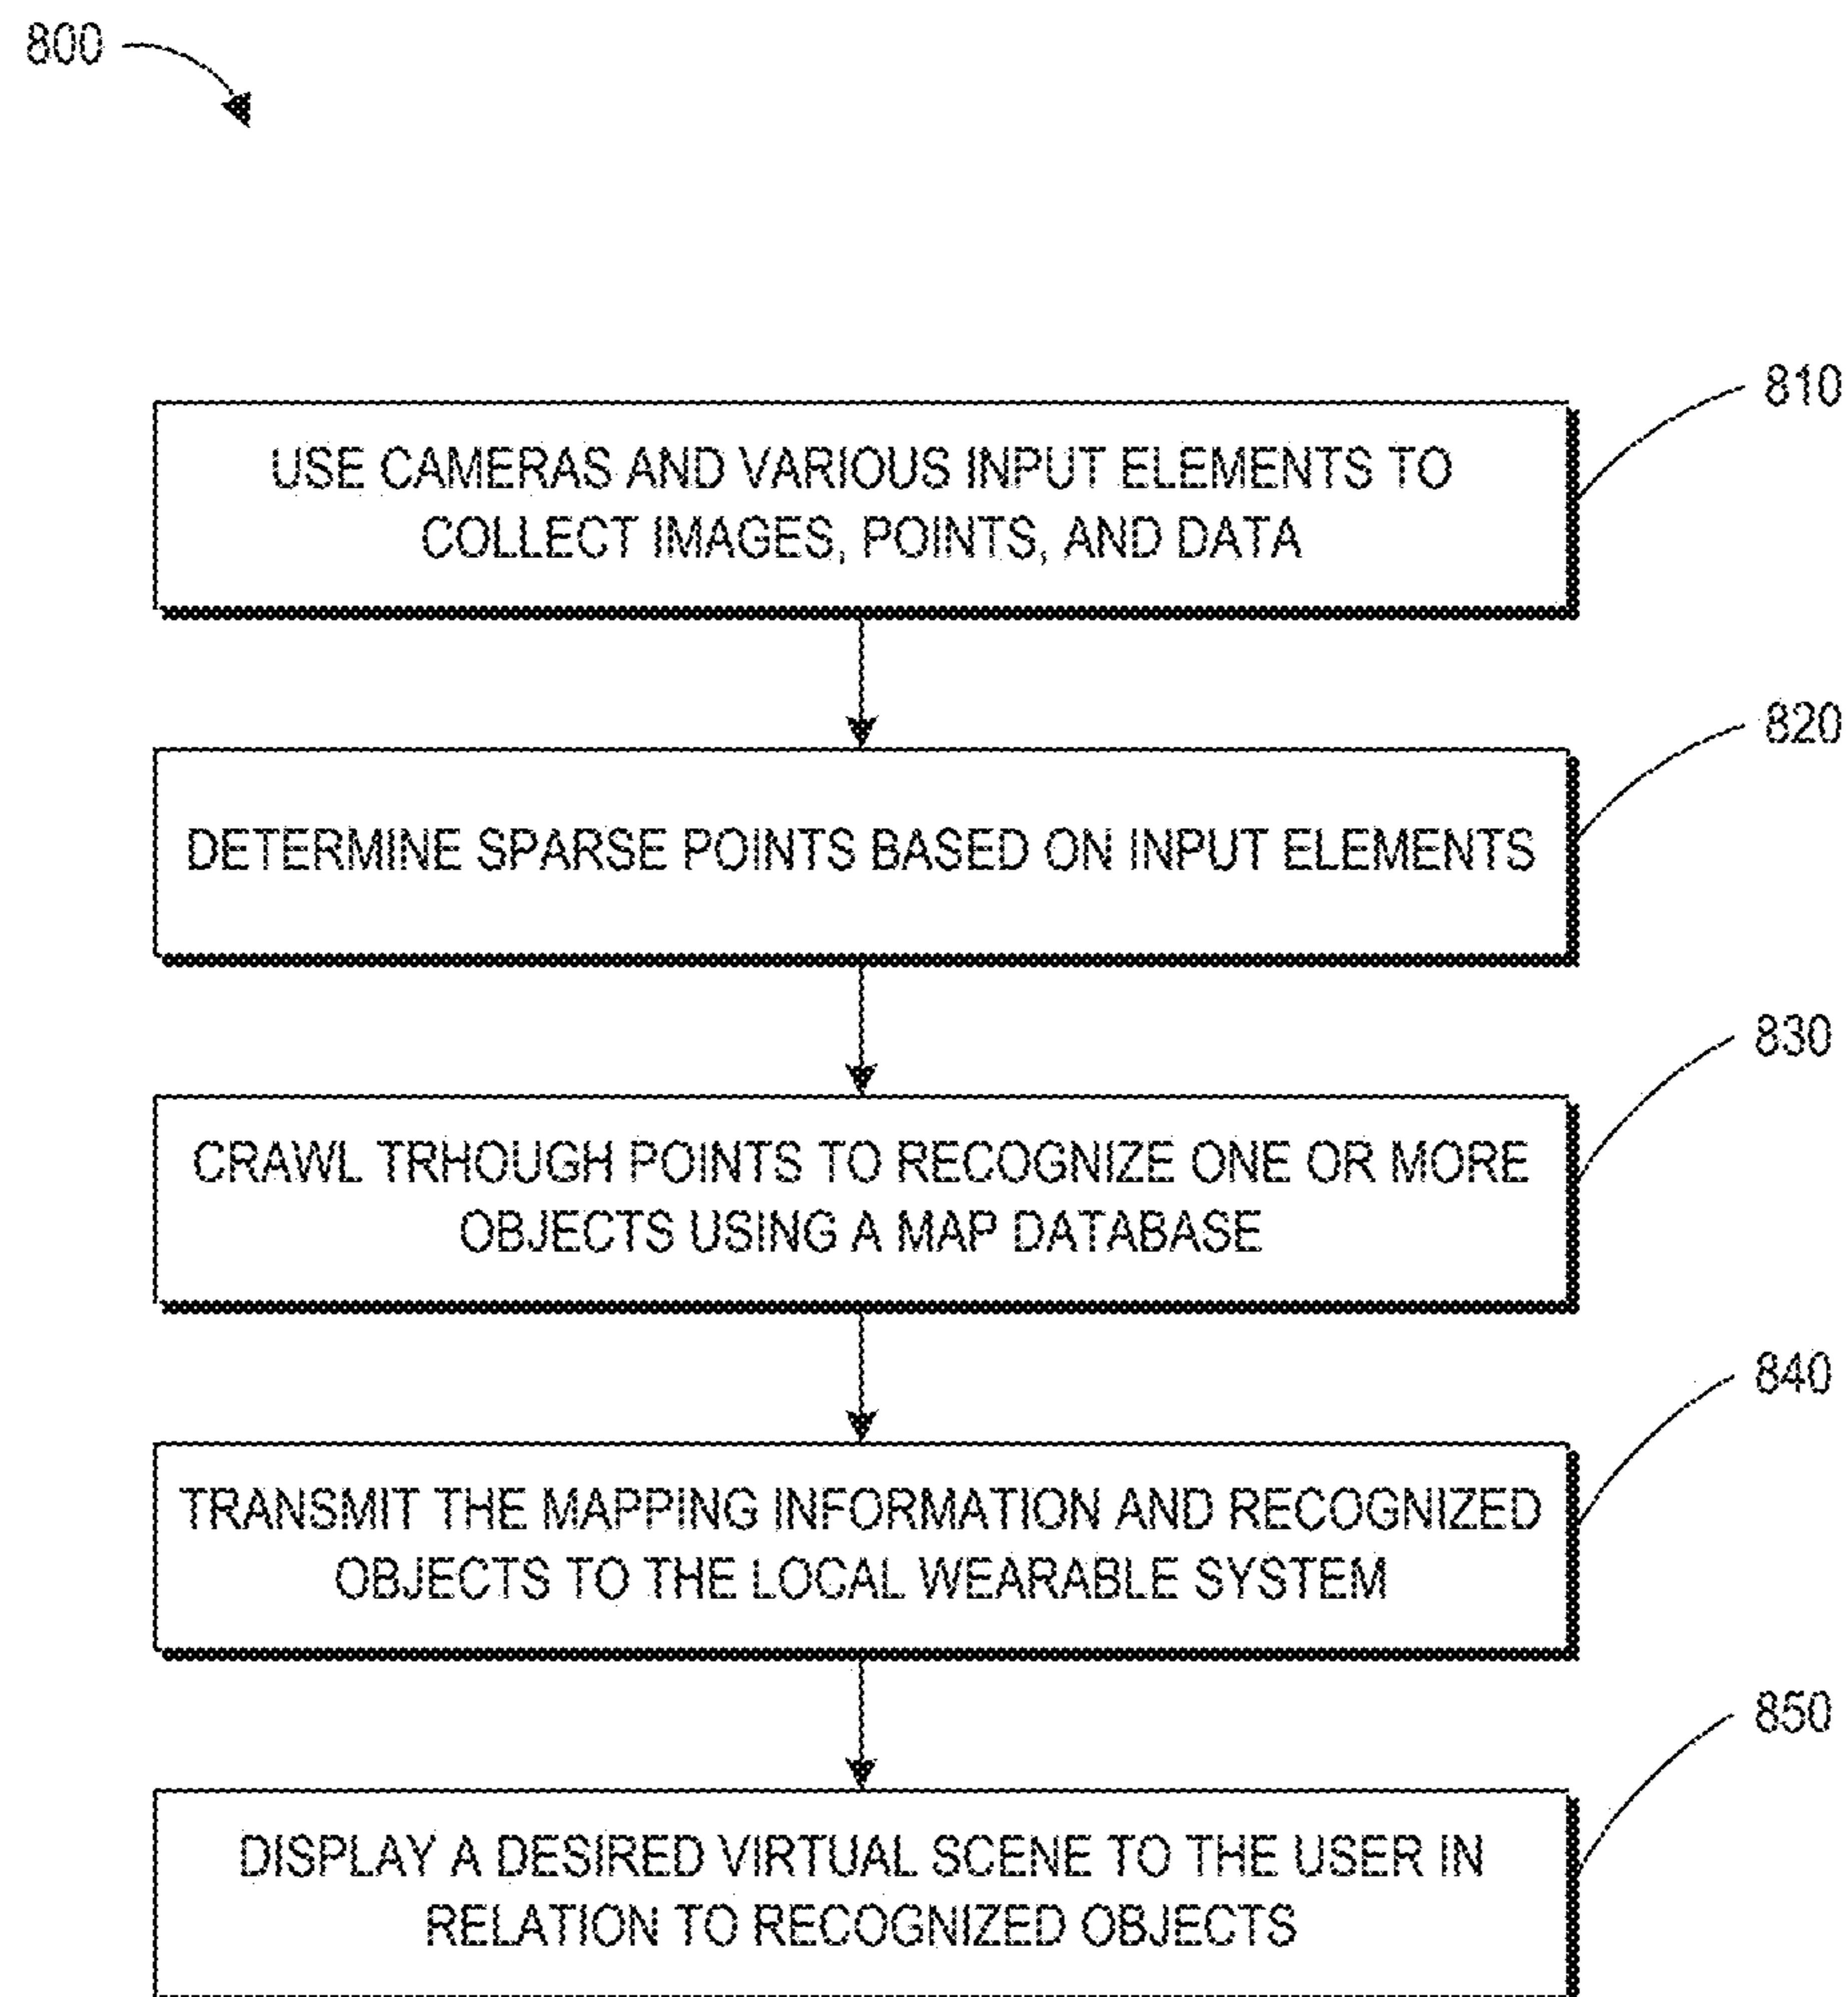 800
810
USE CAMERAS AND VARIOUS INPUT ELEMENTS TO
COLLECT IMAGES, POINTS, AND DATA
820
DETERMINE SPARSE POINTS BASED ON INPUT ELEMENTS
830
CRAWL TRHOUGH POINTS TO RECOGNIZE ONE OR MORE
OBJECTS USING A MAP DATABASE
840
TRANSMIT THE MAPPING INFORMATION AND RECOGNIZED
OBJECTS TO THE LOCAL WEARABLE SYSTEM
850
DISPLAY A DESIRED VIRTUAL SCENE TO THE USER IN
RELATION TO RECOGNIZED OBJECTS